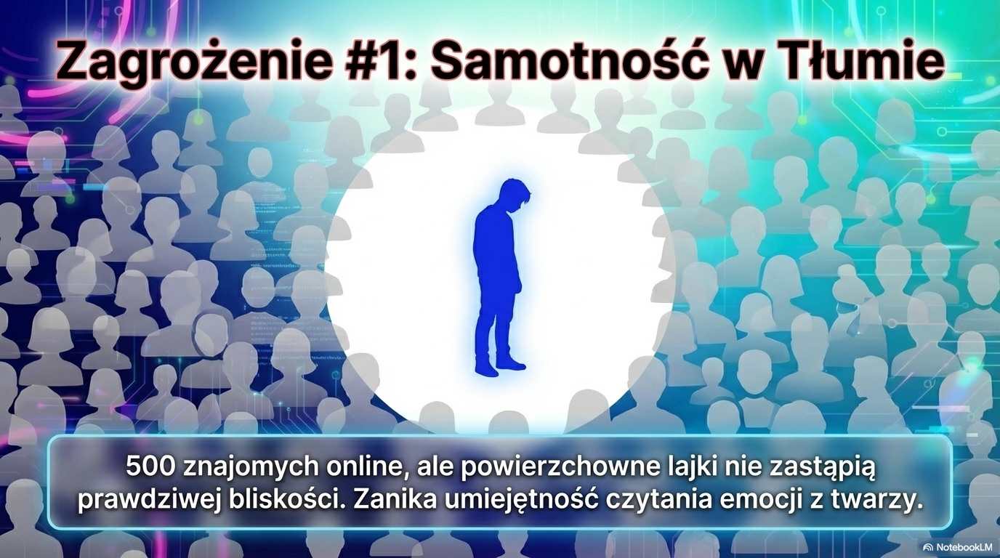 Zagrożenie #1: Samotność w Tłumie
500 znajomych online, ale powierzchowne lajki nie zastąpią
prawdziwej bliskości. Zanika umiejętność czytania emocji z twarzy.
NotebookLM